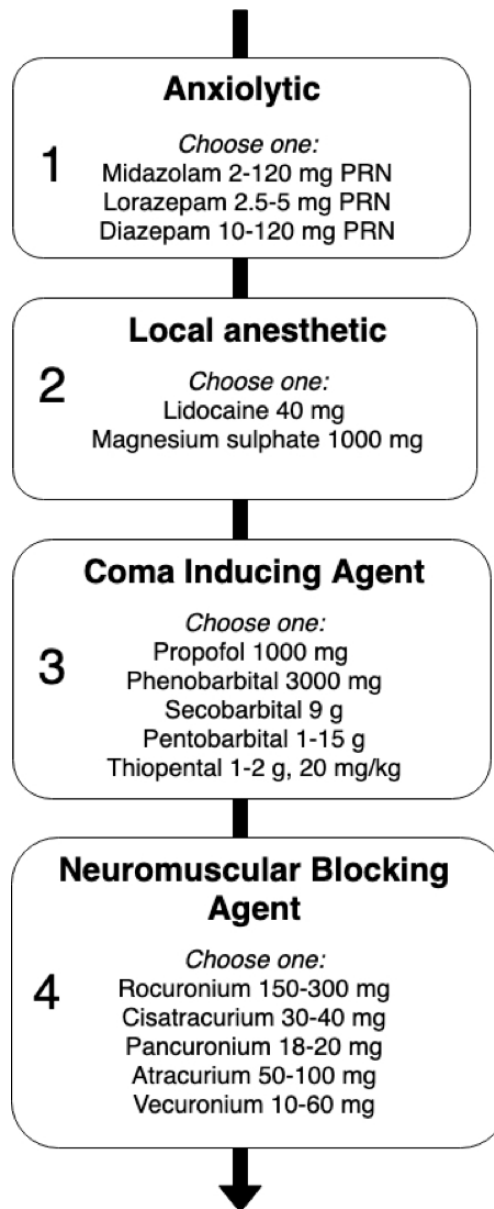 Anxiolytic
1
Choose one:
Midazolam 2-120 mg PRN
Lorazepam 2.5-5 mg PRN
Diazepam 10-120 mg PRN
Local anesthetic
2
Choose one:
Lidocaine 40 mg
Magnesium sulphate 1000 mg
Coma Inducing Agent
3
Choose one:
Propofol 1000 mg
Phenobarbital 3000 mg
Secobarbital 9 g
Pentobarbital 1-15 g
Thiopental 1-2 g, 20 mg/kg
Neuromuscular Blocking
Agent
4
Choose one:
Rocuronium 150-300 mg
Cisatracurium 30-40 mg
Pancuronium 18-20 mg
Atracurium 50-100 mg
Vecuronium 10-60 mg